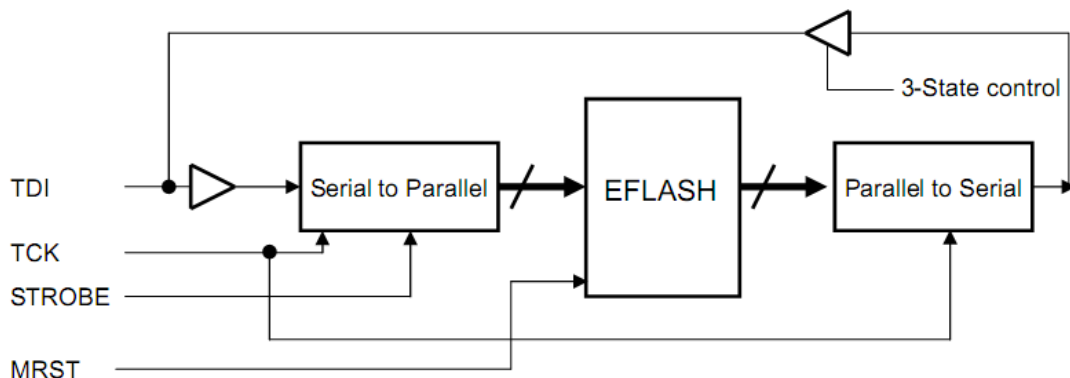 3-State control
TDI
Serial to Parallel
EFLASH
Parallel to Serial
TCK
STROBE
MRST